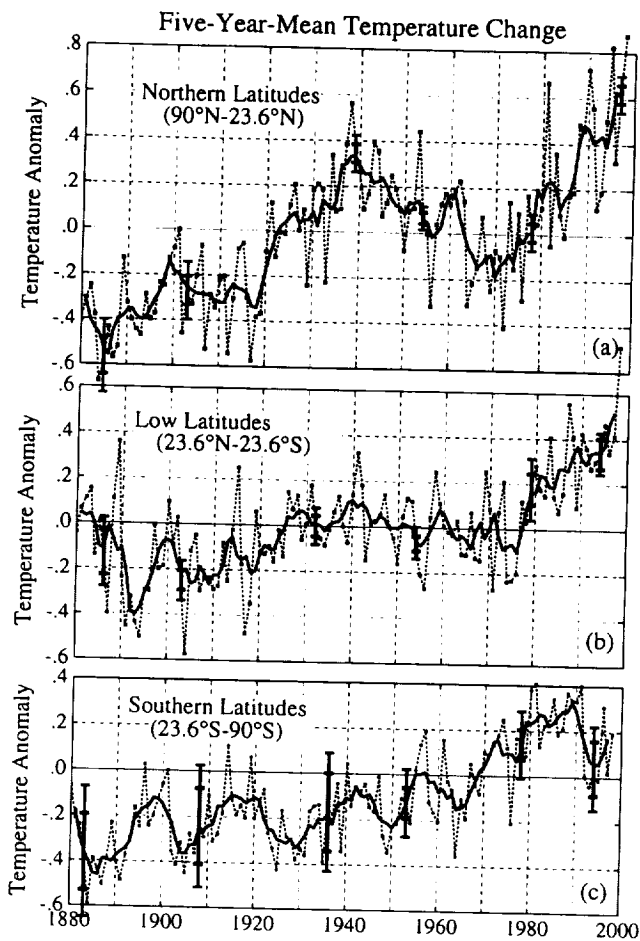 Five-Year-Mean Temperature Change
.8
.6
.4
.2
.0
-.2
-.4
-.6
Temperature Anomaly
Northern Latitudes
(90°N-23.6°N)
(a)
.6
.4
.2
.0
-.2
-.4
-.6
Temperature Anomaly
Low Latitudes
(23.6°N-23.6°S)
(b)
.4
.2
.0
-.2
-.4
-.6
Temperature Anomaly
Southern Latitudes
(23.6°S-90°S)
(c)
1880 1900 1920 1940 1960 1980 2000